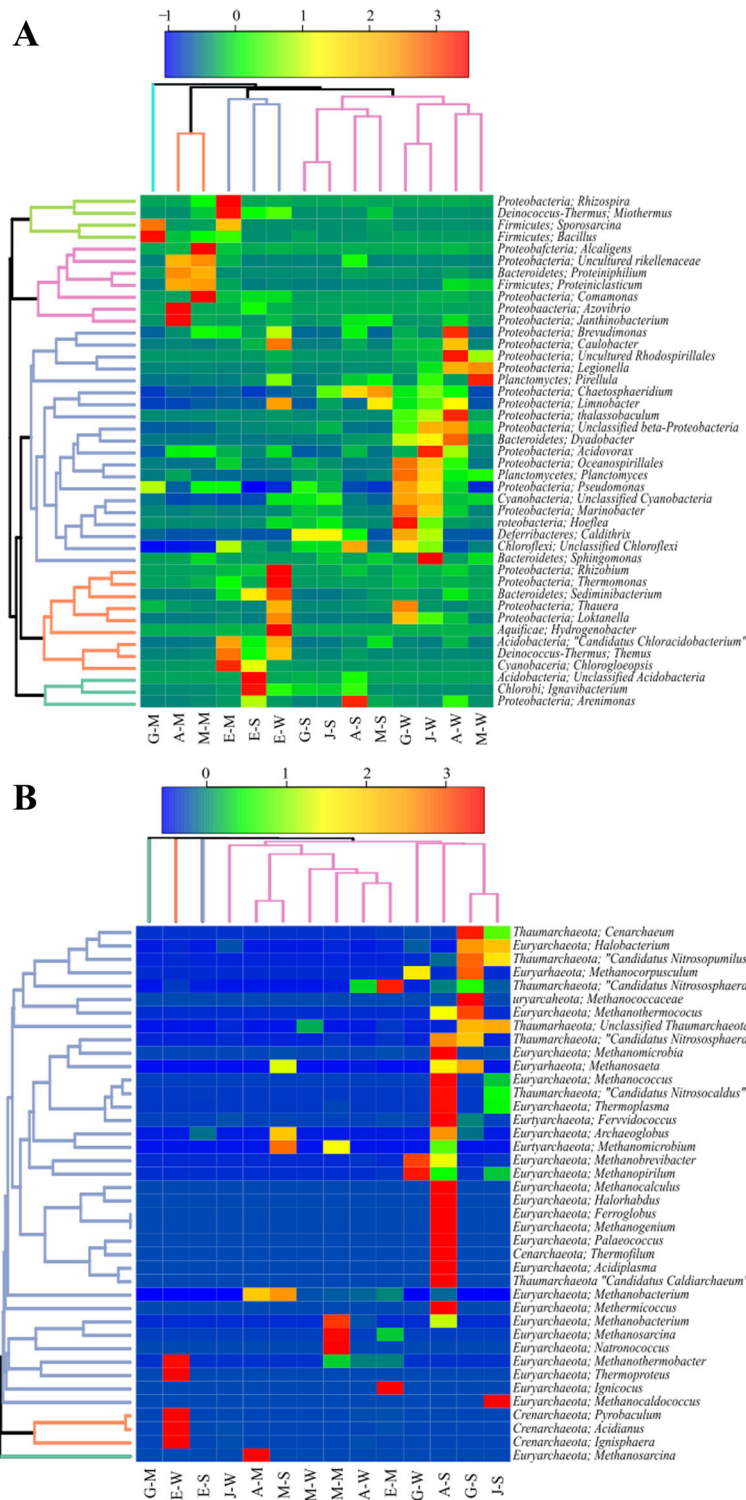 A
−1 0 1 2 3
Proteobacteria; Rhizospira
Deinococcus-Thermus; Miothermus
Firmicutes; Sporosarcina
Firmicutes; Bacillus
Proteobafcteria; Alcaligens
Proteobacteria; Uncultured rikellenaceae
Bacteroidetes; Proteiniphilium
Firmicutes; Proteiniclasticum
Proteobacteria; Comamonas
Proteobaacteria; Azovibrio
Proteobacteria; Janthinobacterium
Proteobacteria; Brevudimonas
Proteobacteria; Caulobacter
Proteobacteria; Uncultured Rhodospirillales
Proteobacteria; Legionella
Planctomyctes; Pirellula
Proteobacteria; Chaetosphaeridium
Proteobacteria; Limnobacter
Proteobacteria; thalassobaculum
Proteobacteria; Unclassified beta-Proteobacteria
Bacteroidetes; Dyadobacter
Proteobacteria; Acidovorax
Proteobacteria; Oceanospirillales
Planctomycetes; Planctomyces
Proteobacteria; Pseudomonas
Cyanobacteria; Unclassified Cyanobacteria
Proteobacteria; Marinobacter
roteobacteria; Hoeflea
Deferribacteres; Caldithrix
Chloroflexi; Unclassified Chloroflexi
Bacteroidetes; Sphingomonas
Proteobacteria; Rhizobium
Proteobacteria; Thermomonas
Bacteroidetes; Sediminibacterium
Proteobacteria; Thauera
Proteobacteria; Loktanella
Aquificae; Hydrogenobacter
Acidobacteria; "Candidatus Chloracidobacterium"
Deinococcus-Thermus; Themus
Cyanobaceria; Chlorogloeopsis
Acidobacteria; Unclassified Acidobacteria
Chlorobi; Ignavibacterium
Proteobacteria; Arenimonas
G-M A-M M-M E-M E-S E-W G-S J-S A-S M-S G-W J-W A-W M-W
B
0 1 2 3
Thaumarchaeota; Cenarchaeum
Euryarchaeota; Halobacterium
Thaumarchaeota; "Candidatus Nitrosopumilus
Euryarhaeota; Methanocorpusculum
Thaumarchaeota; "Candidatus Nitrososphaera
uryarcaheota; Methanococcaceae
Euryarchaeota; Methanothermococus
Thaumarhaeota; Unclassified Thaumarchaeota
Thaumarchaeota; "Candidatus Nitrososphaera
Euryarchaeota; Methanomicrobia
Euryarhaeota; Methanosaeta
Euryarchaeota; Methanococcus
Thaumarchaeota; "Candidatus Nitrosocaldus"
Euryarchaeota; Thermoplasma
Eurtyarchaeota; Fervvidococcus
Euryarchaeota; Archaeoglobus
Eurtyarchaeota; Methanomicrobium
Euryarchaeota; Methanobrevibacter
Euryarchaeota; Methanopirilum
Euryarchaeota; Methanocalculus
Euryarchaeota; Halorhabdus
Euryarchaeota; Ferroglobus
Euryarchaeota; Methanogenium
Euryarchaeota; Palaeococcus
Cenarchaeota; Thermofilum
Euryarchaeota; Acidiplasma
Thaumarchaeota "Candidatus Caldiarchaeum"
Euryarchaeota; Methanobacterium
Euryarchaeota; Methermicoccus
Euryarchaeota; Methanobacterium
Euryarchaeota; Methanosarcina
Euryarchaeota; Natronococcus
Euryarchaeota; Methanothermobacter
Euryarchaeota; Thermoproteus
Euryarchaeota; Ignicocus
Euryarchaeota; Methanocaldococcus
Crenarchaeota; Pyrobaculum
Crenarchaeota; Acidianus
Crenarchaeota; Ignisphaera
Euryarchaeota; Methanosarcina
G-M E-W E-S J-W A-M M-S M-W M-M A-W E-M G-W A-S G-S J-S